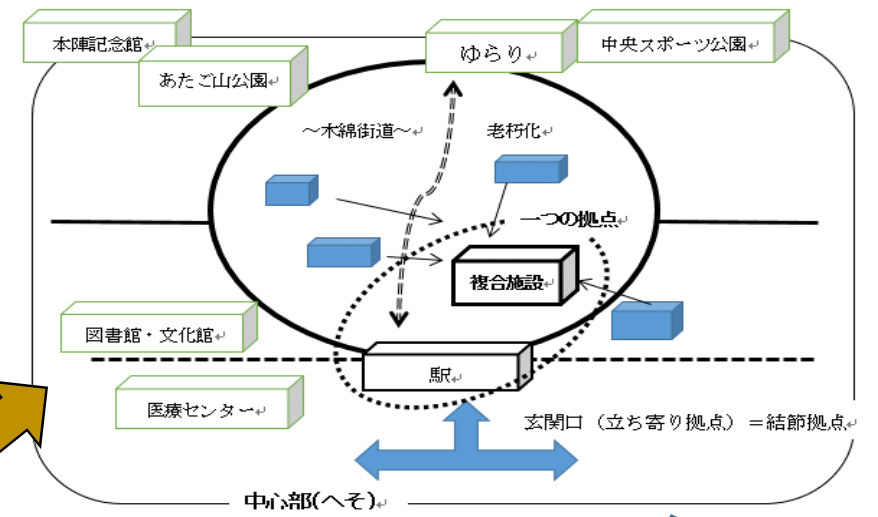 本陣記念館
あたご山公園
ゆらり
中央スポーツ公園
～木綿街道～
老朽化
一つの拠点
複合施設
図書館・文化館
駅
医療センター
玄関口（立ち寄り拠点）＝結節拠点
中心部(へそ)